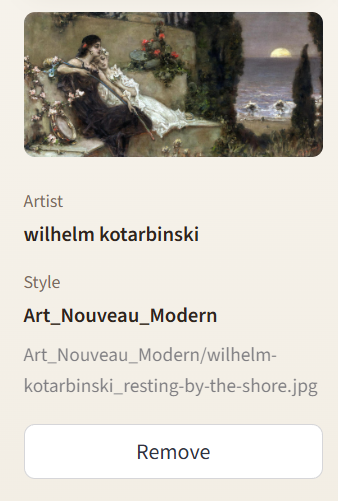 Artist
wilhelm kotarbinski
Style
Art_Nouveau_Modern
Art_Nouveau_Modern/wilhelm-
kotarbinski_resting-by-the-shore.jpg
Remove